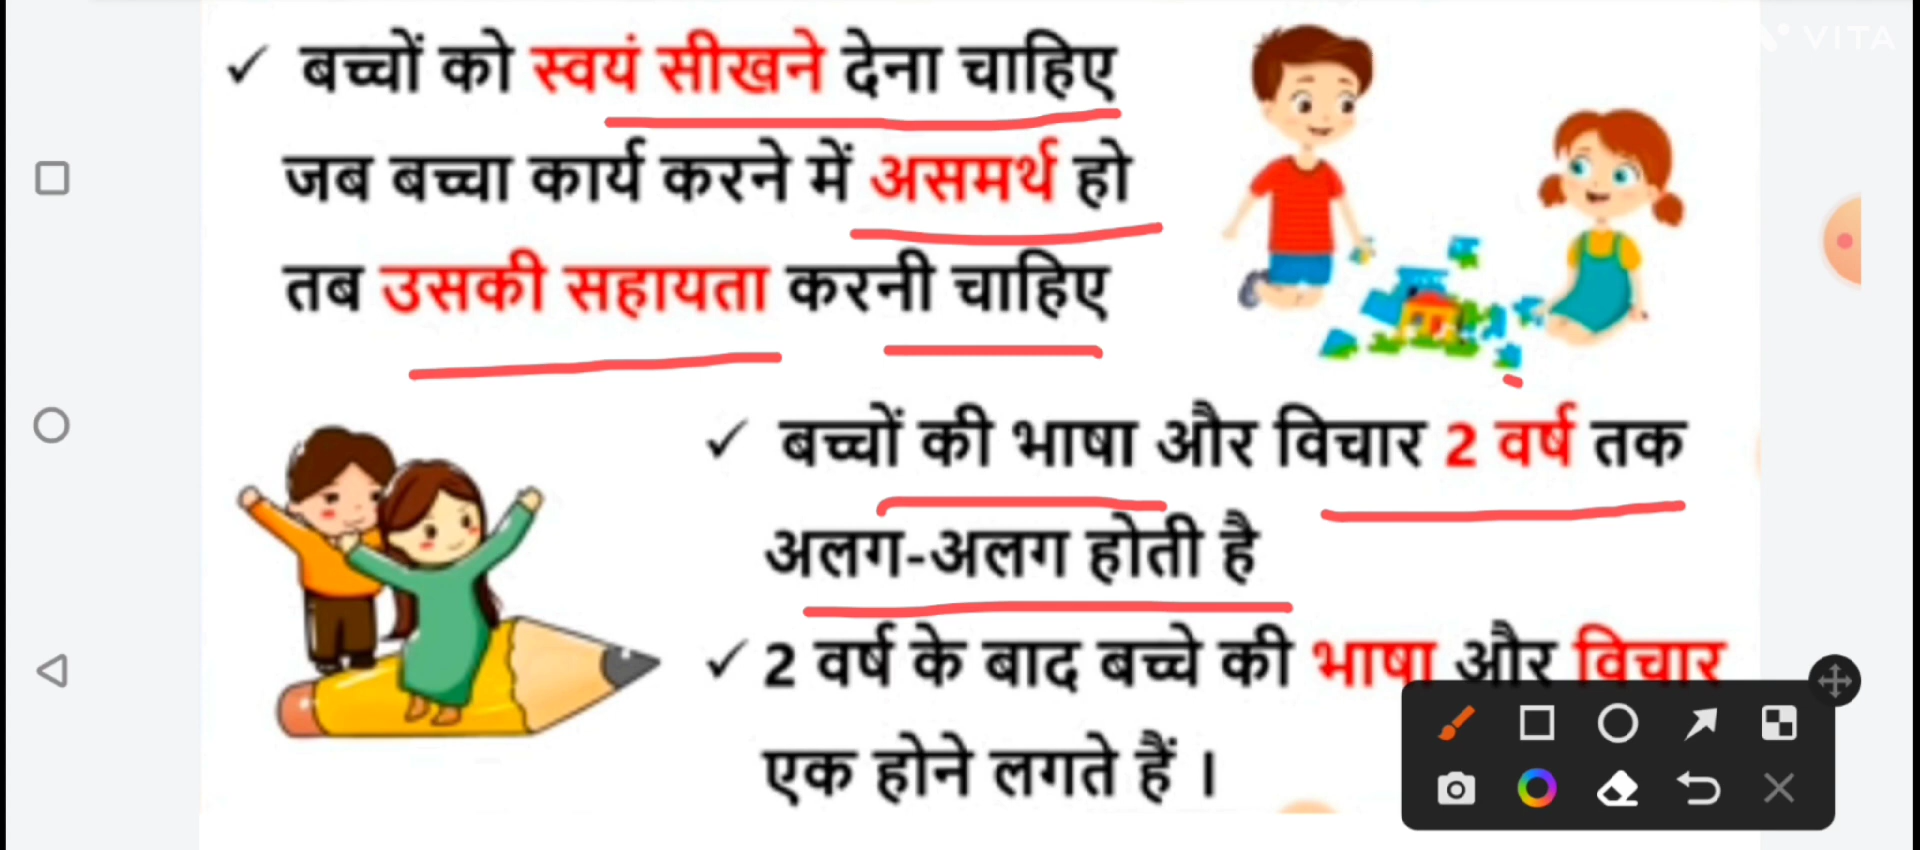 ✓ बच्चों को स्वयं सीखने देना चाहिए
जब बच्चा कार्य करने में असमर्थ हो
तब उसकी सहायता करनी चाहिए
✓ बच्चों की भाषा और विचार 2 वर्ष तक
अलग-अलग होती है
✓ 2 वर्ष के बाद बच्चे की भाषा और विचार
एक होने लगते हैं ।
VITA